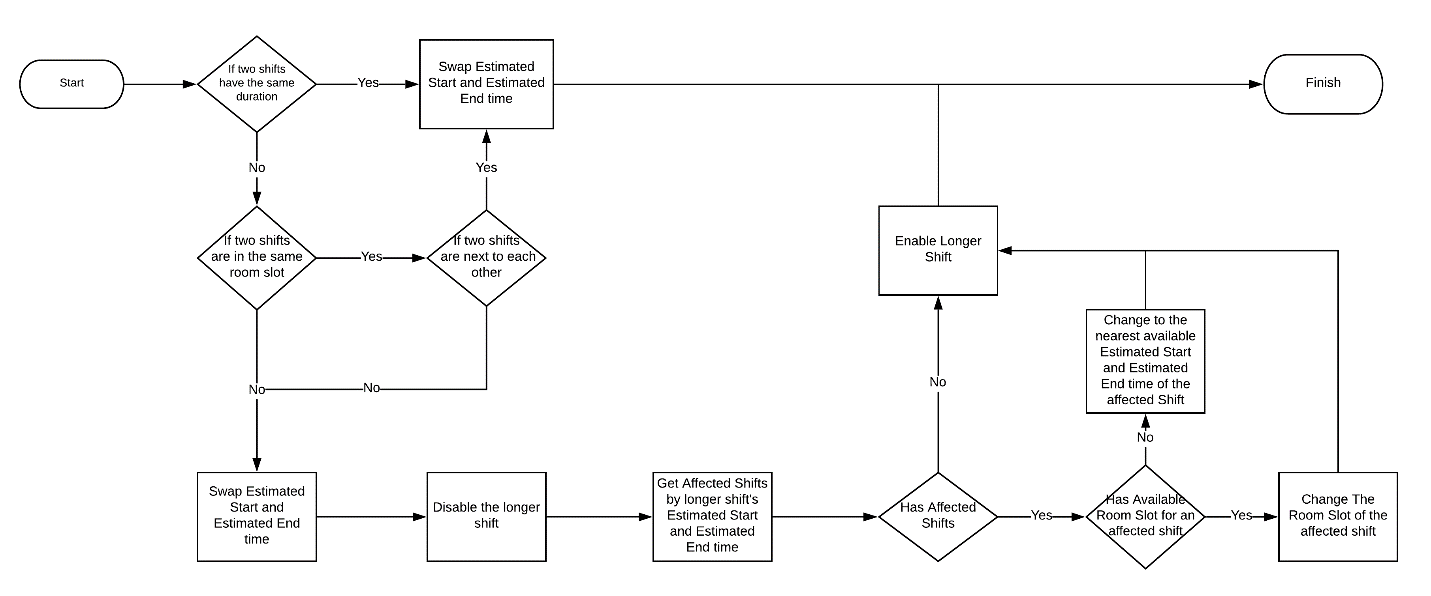 Start
If two shifts
have the same
duration
Yes
Swap Estimated
Start and Estimated
End time
Finish
No
Yes
If two shifts
are in the same
room slot
Yes
If two shifts
are next to each
other
Enable Longer
Shift
Change to the
nearest available
Estimated Start
and Estimated
End time of the
affected Shift
No
No
No
No
Swap Estimated
Start and
Estimated End
time
Disable the longer
shift
Get Affected Shifts
by longer shift's
Estimated Start
and Estimated
End time
Has Affected
Shifts
Yes
Has Available
Room Slot for an
affected shift
Yes
Change The
Room Slot of the
affected shift